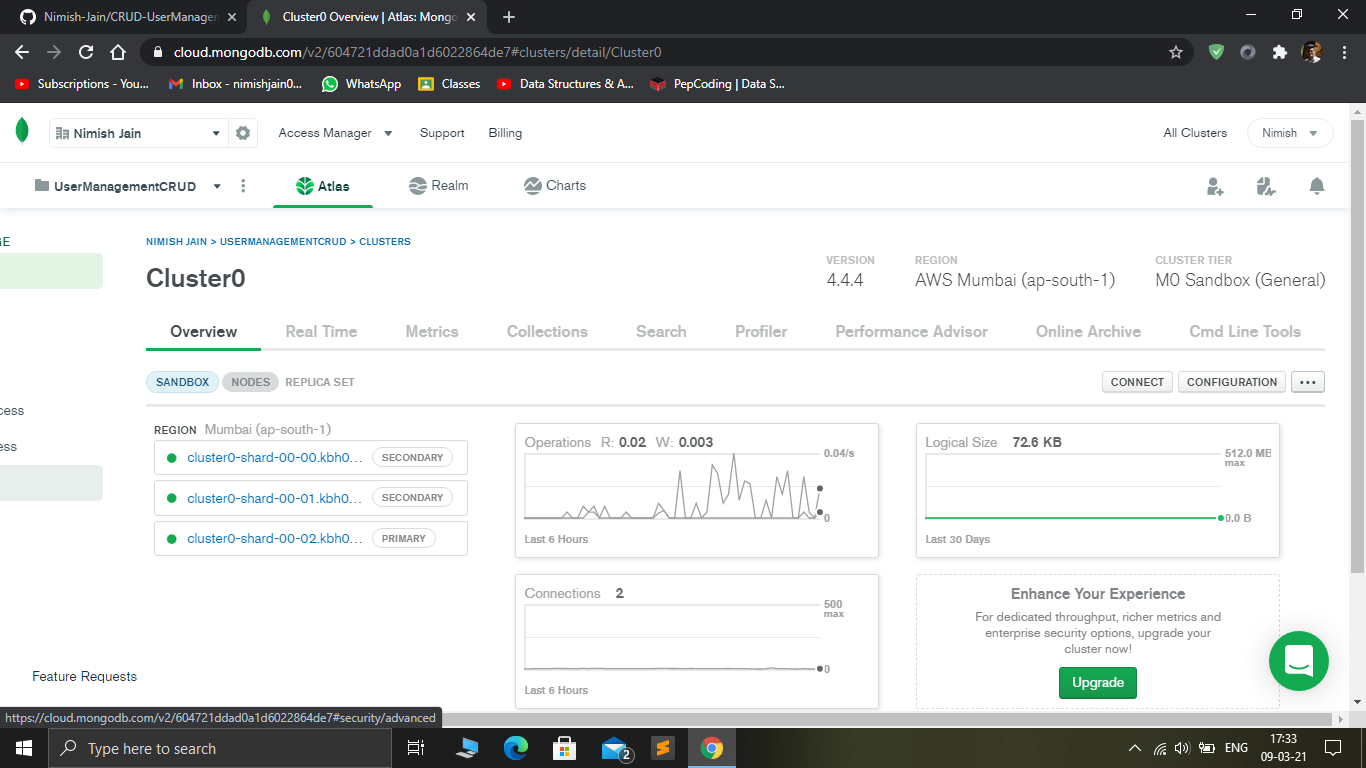 Nimish-Jain/CRUD-UserManagem
Cluster0 Overview | Atlas: Mongo
cloud.mongodb.com/v2/604721ddad0a1d6022864de7#clusters/detail/Cluster0
Subscriptions - You...
Inbox - nimishjain0...
WhatsApp
Classes
Data Structures & A...
PepCoding | Data S...
Nimish Jain
Access Manager
Support
Billing
All Clusters
Nimish
UserManagementCRUD
Atlas
Realm
Charts
GE
NIMISH JAIN > USERMANAGEMENTCRUD > CLUSTERS
Cluster0
VERSION
4.4.4
REGION
AWS Mumbai (ap-south-1)
CLUSTER TIER
M0 Sandbox (General)
Overview
Real Time
Metrics
Collections
Search
Profiler
Performance Advisor
Online Archive
Cmd Line Tools
SANDBOX
NODES
REPLICA SET
CONNECT
CONFIGURATION
...
cess
ess
REGION Mumbai (ap-south-1)
cluster0-shard-00-00.kbh0... SECONDARY
cluster0-shard-00-01.kbh0... SECONDARY
cluster0-shard-00-02.kbh0... PRIMARY
Operations R: 0.02 W: 0.003
0.04/s
0
Last 6 Hours
Logical Size 72.6 KB
512.0 MB
max
0.0 B
Last 30 Days
Connections 2
500
max
0
Last 6 Hours
Enhance Your Experience
For dedicated throughput, richer metrics and
enterprise security options, upgrade your
cluster now!
Upgrade
Feature Requests
https://cloud.mongodb.com/v2/604721ddad0a1d6022864de7#security/advanced
Type here to search
2
ENG
17:33
09-03-21